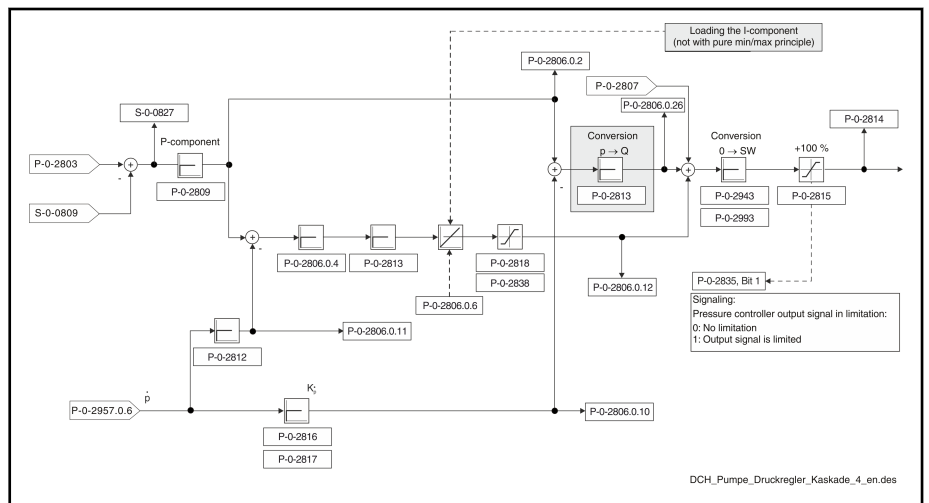 Loading the I-component
(not with pure min/max principle)
P-0-2806.0.2
P-0-2807
P-0-2806.0.26
P-0-2814
S-0-0827
P-component
Conversion
p → Q
Conversion
0 → SW
+100 %
P-0-2803
+
-
P-0-2809
+
-
P-0-2813
+
P-0-2943
P-0-2993
P-0-2815
S-0-0809
+
-
P-0-2806.0.4
P-0-2813
P-0-2818
P-0-2838
P-0-2806.0.6
P-0-2806.0.12
P-0-2835, Bit 1
Signaling:
Pressure controller output signal in limitation:
0: No limitation
1: Output signal is limited
P-0-2806.0.11
P-0-2812
P-0-2957.0.6
ṗ
P-0-2806.0.10
P-0-2816
P-0-2817
DCH_Pumpe_Druckregler_Kaskade_4_en.des